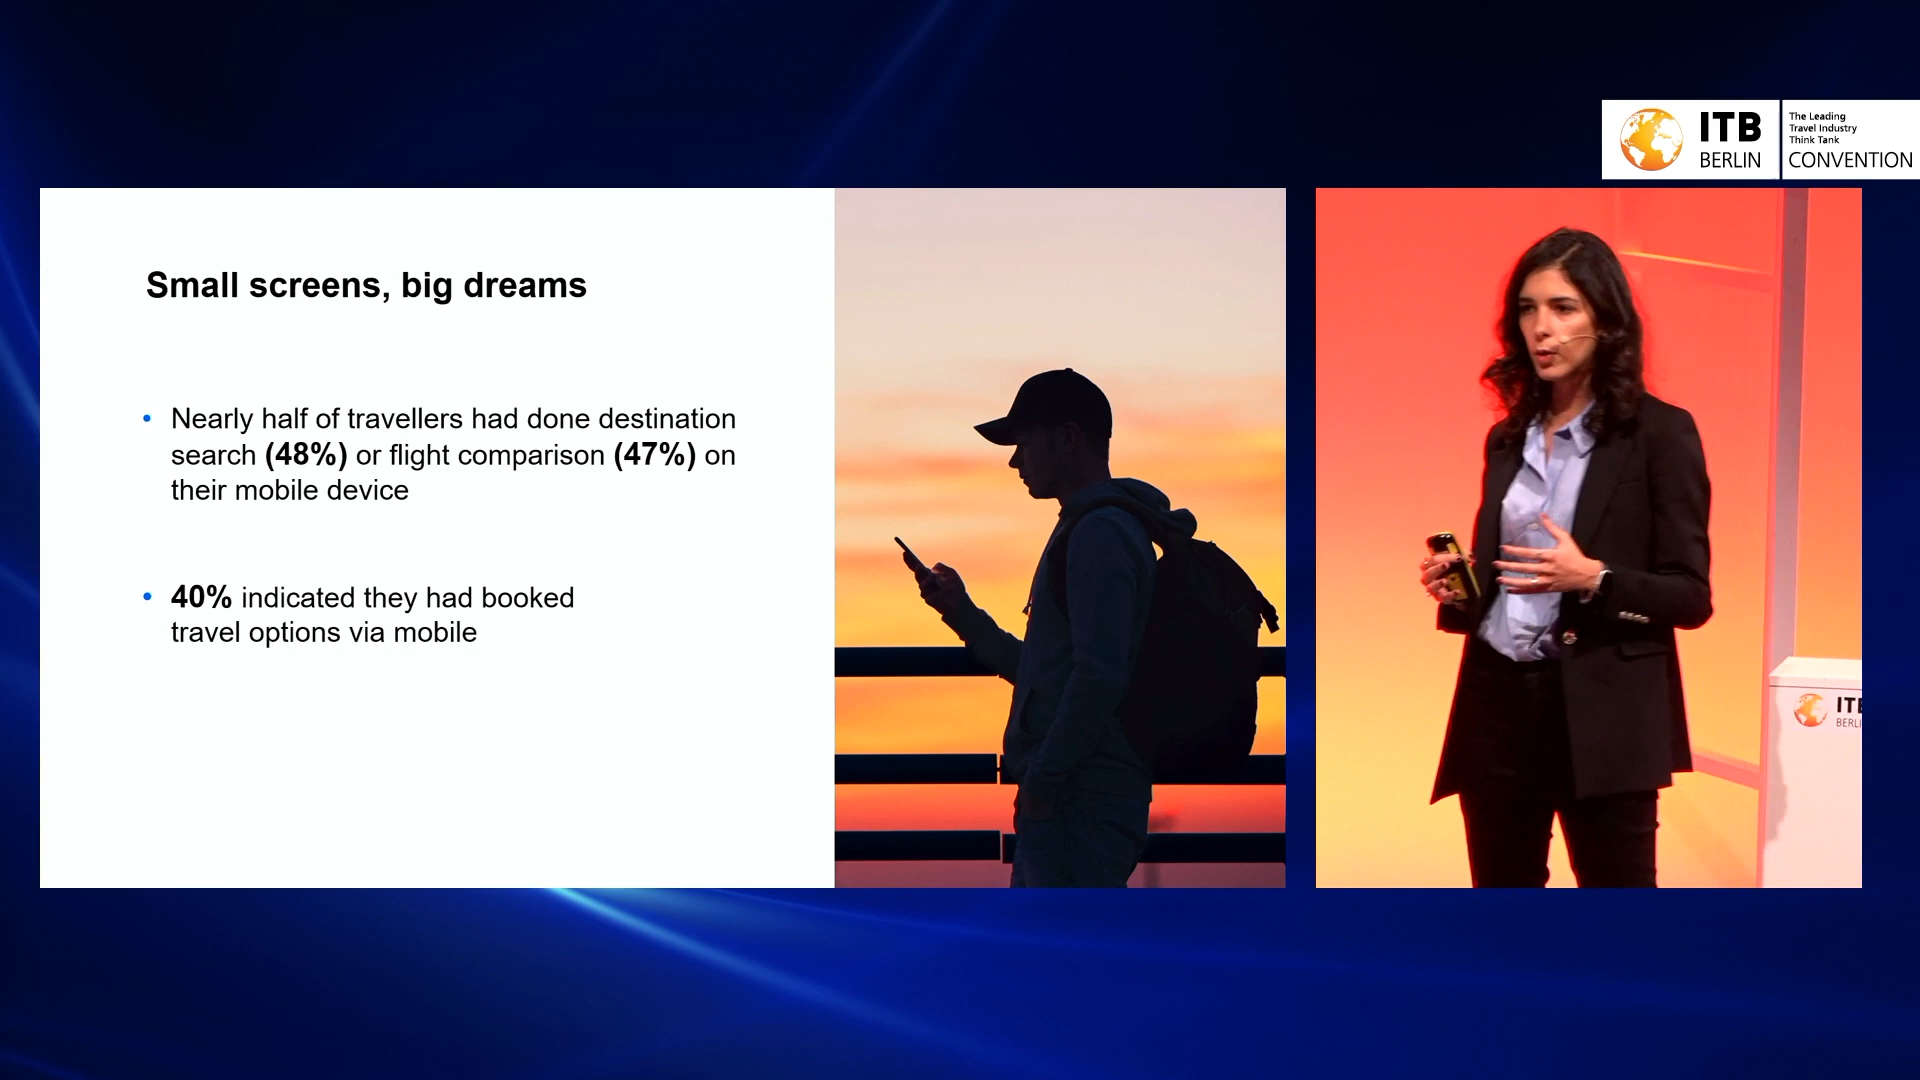 ITB
BERLIN
The Leading
Travel Industry
Think Tank
CONVENTION
Small screens, big dreams
• Nearly half of travellers had done destination
search (48%) or flight comparison (47%) on
their mobile device
• 40% indicated they had booked
travel options via mobile
ITB
BERLI